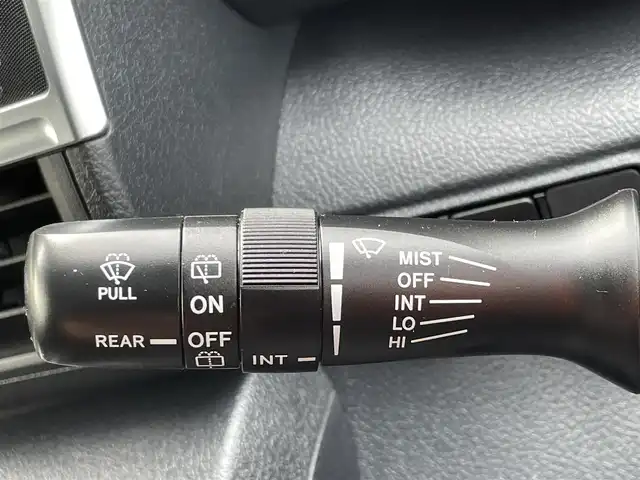 PULL
REAR
ON
OFF
INT
MIST
OFF
INT
LO
HI